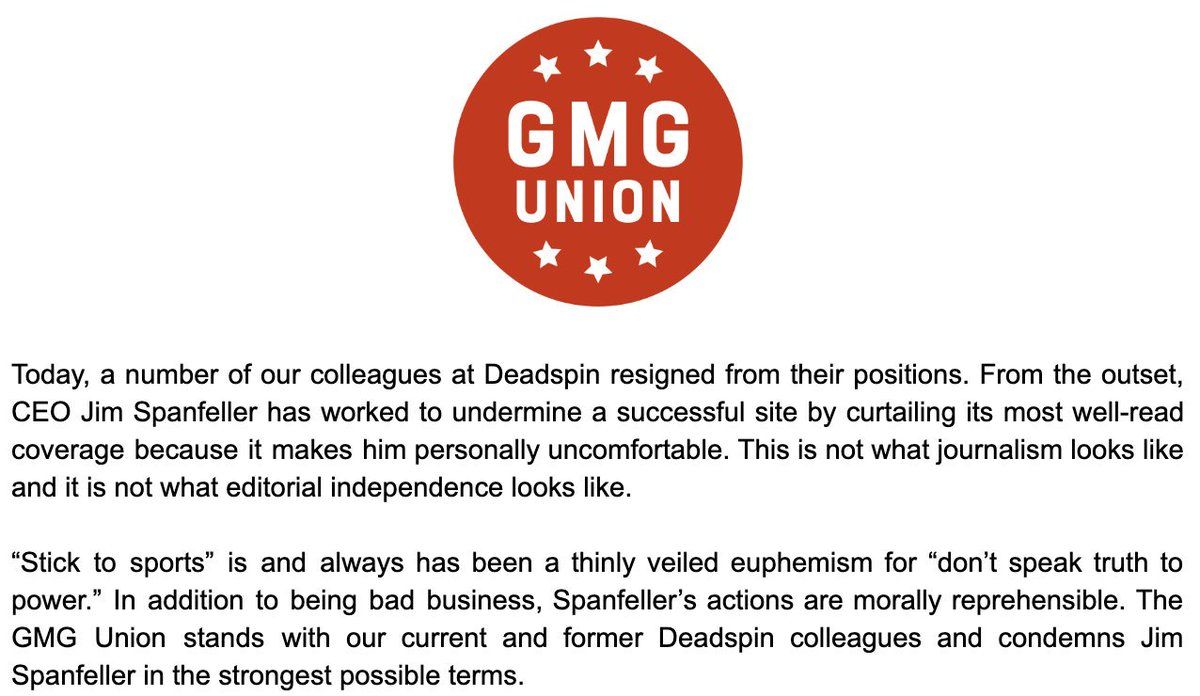 GMG
UNION
Today, a number of our colleagues at Deadspin resigned from their positions. From the outset,
CEO Jim Spanfeller has worked to undermine a successful site by curtailing its most well-read
coverage because it makes him personally uncomfortable. This is not what journalism looks like
and it is not what editorial independence looks like.
“Stick to sports” is and always has been a thinly veiled euphemism for “don’t speak truth to
power.” In addition to being bad business, Spanfeller’s actions are morally reprehensible. The
GMG Union stands with our current and former Deadspin colleagues and condemns Jim
Spanfeller in the strongest possible terms.